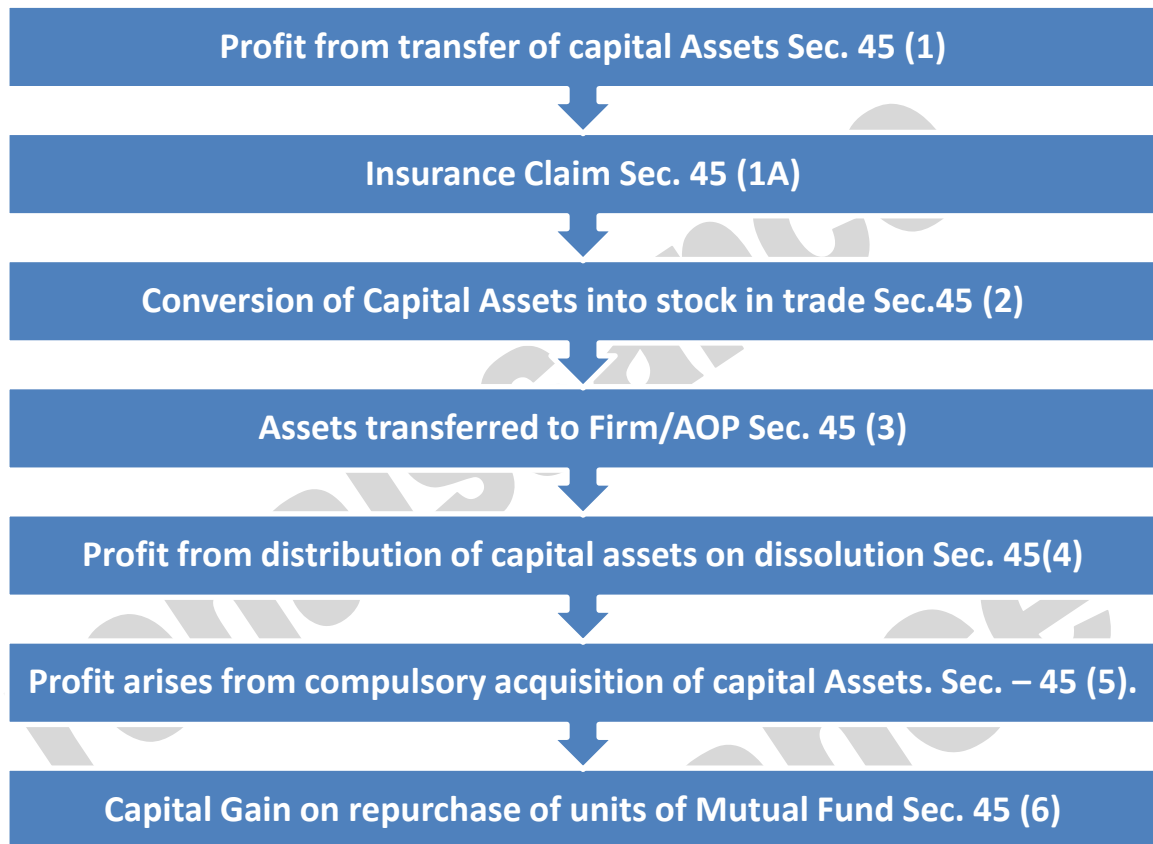 Profit from transfer of capital Assets Sec. 45 (1)
Insurance Claim Sec. 45 (1A)
Conversion of Capital Assets into stock in trade Sec.45 (2)
Assets transferred to Firm/AOP Sec. 45 (3)
Profit from distribution of capital assets on dissolution Sec. 45(4)
Profit arises from compulsory acquisition of capital Assets. Sec. – 45 (5).
Capital Gain on repurchase of units of Mutual Fund Sec. 45 (6)